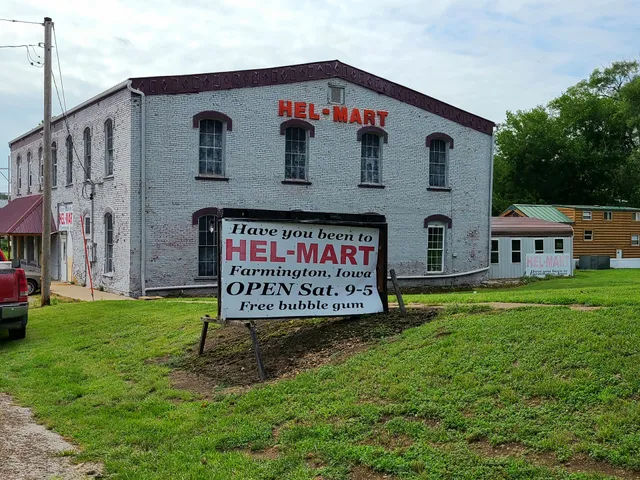 HEL-MART
Have you been to
HEL-MART
Farmington, Iowa
OPEN Sat. 9-5
Free bubble gum
HEL-MART